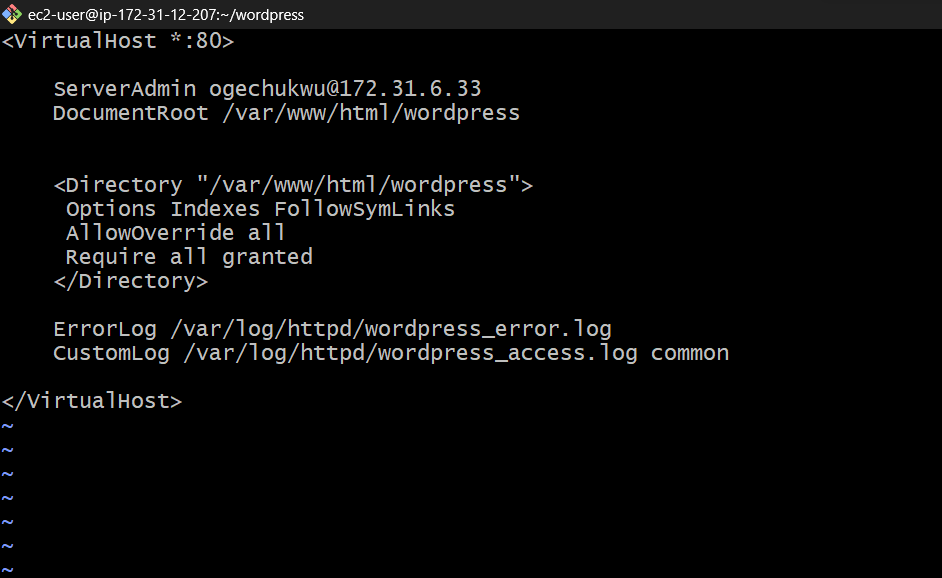 ec2-user@ip-172-31-12-207:~/wordpress
<VirtualHost *:80>
ServerAdmin ogechukwu@172.31.6.33
DocumentRoot /var/www/html/wordpress
<Directory "/var/www/html/wordpress">
Options Indexes FollowSymLinks
AllowOverride all
Require all granted
</Directory>
ErrorLog /var/log/httpd/wordpress_error.log
CustomLog /var/log/httpd/wordpress_access.log common
</VirtualHost>
~
~
~
~
~
~
~